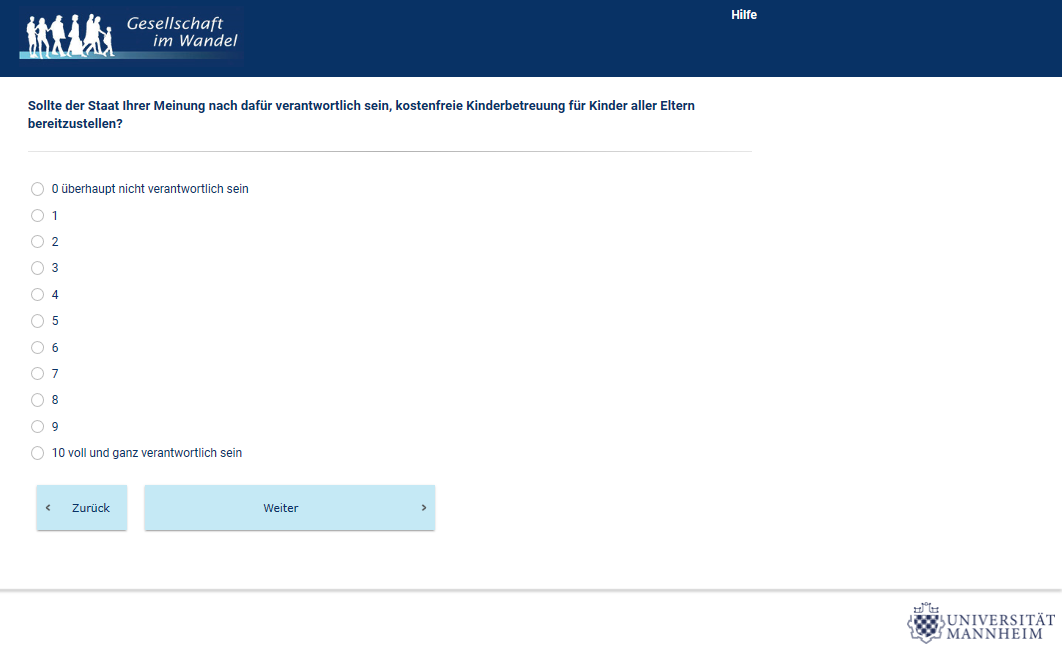 Gesellschaft
im Wandel
Hilfe
Sollte der Staat Ihrer Meinung nach dafür verantwortlich sein, kostenfreie Kinderbetreuung für Kinder aller Eltern
bereitzustellen?
0 überhaupt nicht verantwortlich sein
1
2
3
4
5
6
7
8
9
10 voll und ganz verantwortlich sein
‹ Zurück
Weiter ›
UNIVERSITÄT
MANNHEIM